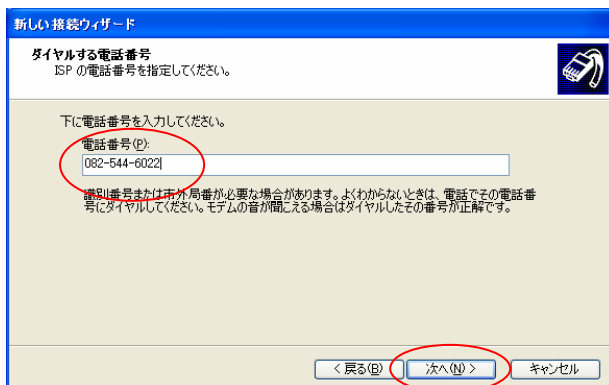 新しい接続ウィザード
ダイヤルする電話番号
ISP の電話番号を指定してください。
下に電話番号を入力してください。
電話番号(P):
082-544-6022
識別番号または市外局番が必要な場合があります。よくわからないときは、電話でその電話番
号にダイヤルしてください。モデムの音が聞こえる場合はダイヤルしたその番号が正解です。
< 戻る(B)
次へ(N) >
キャンセル